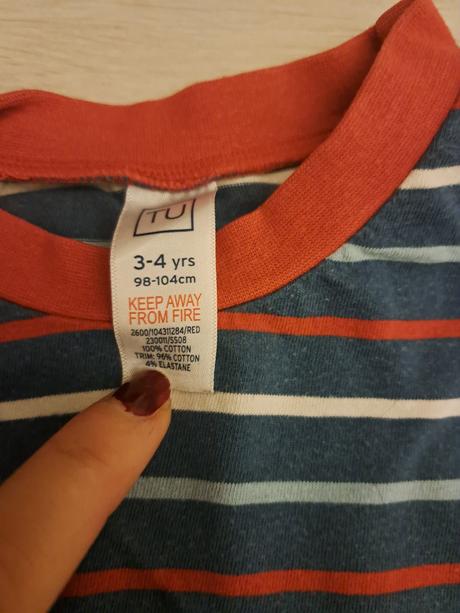 TU
3-4 yrs
98-104cm
KEEP AWAY
FROM FIRE
2600/104311284/RED
230011/SS08
100% COTTON
TRIM: 96% COTTON
4% ELASTANE